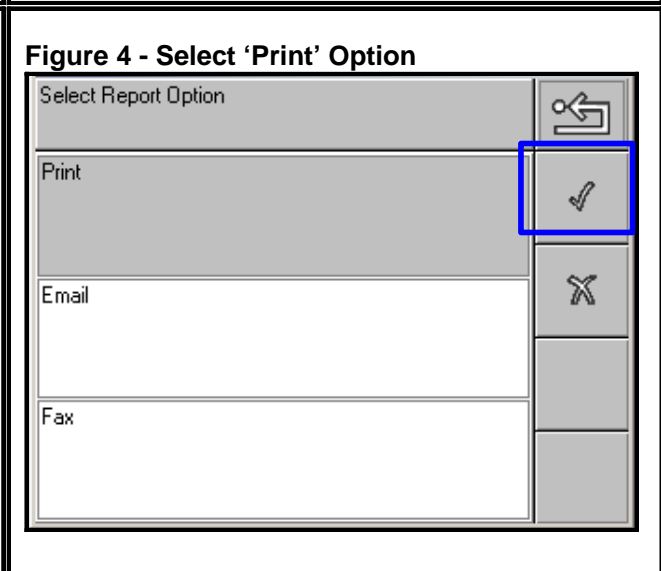 Figure 4 - Select ‘Print’ Option
Select Report Option
Print
Email
Fax